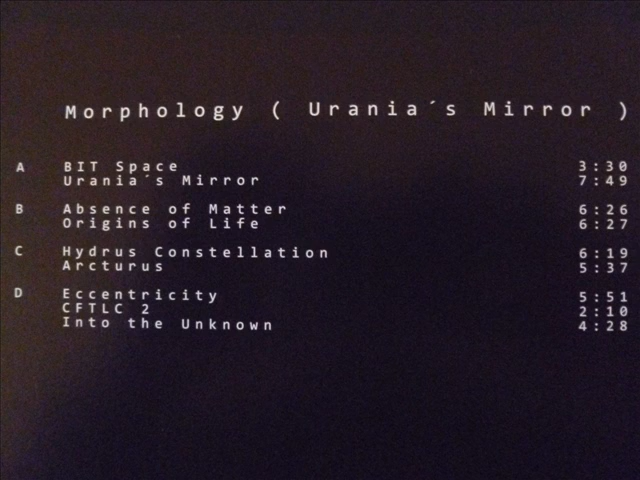 Morphology ( Urania´s Mirror )
A BIT Space 3:30
Urania´s Mirror 7:49
B Absence of Matter 6:26
Origins of Life 6:27
C Hydrus Constellation 6:19
Arcturus 5:37
D Eccentricity 5:51
CFTLC 2 2:10
Into the Unknown 4:28